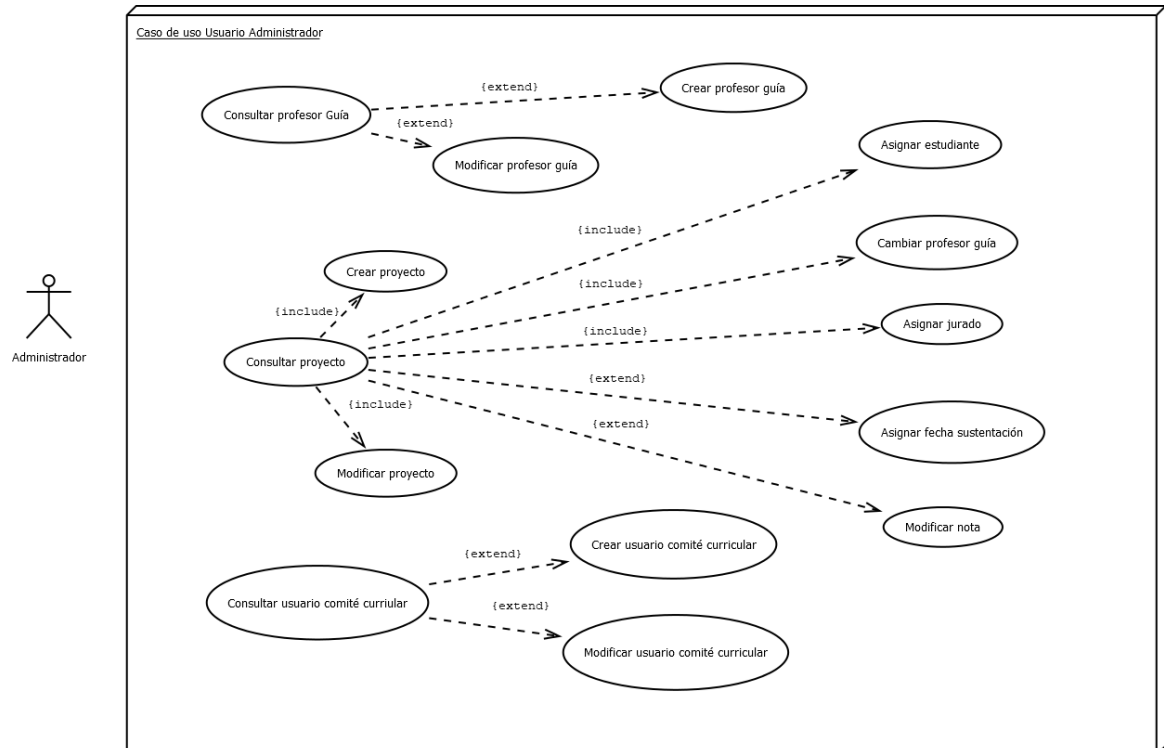 Caso de uso Usuario Administrador
Consultar profesor Guía
{extend}
Crear profesor guía
{extend}
Modificar profesor guía
Asignar estudiante
{include}
Cambiar profesor guía
{include}
Crear proyecto
{include}
Asignar jurado
{include}
Administrador
Consultar proyecto
{extend}
Asignar fecha sustentación
{include}
{extend}
Modificar proyecto
Modificar nota
Crear usuario comité curricular
{extend}
Consultar usuario comité curriular
{extend}
Modificar usuario comité curricular